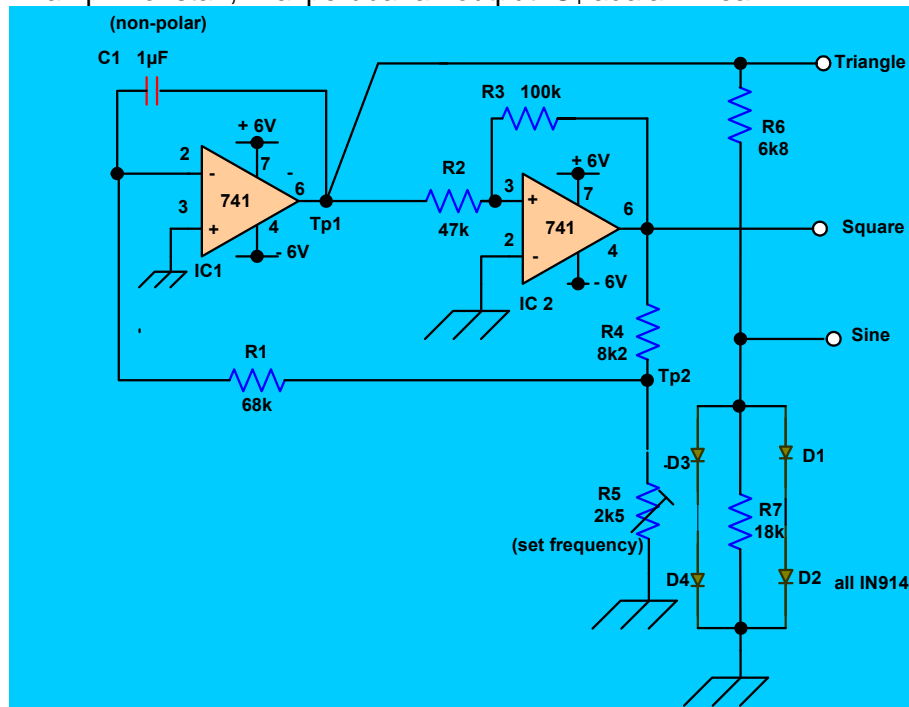 (non-polar)
C1 1µF
Triangle
R3 100k
R6
6k8
+ 6V
+ 6V
2
7
-
-
R2
7
741
6
3
+
6
3
741
Square
4
Tp1
47k
2
+
-
4
- 6V
- 6V
IC1
IC 2
R4
8k2
Sine
R1
Tp2
68k
D3
D1
R5
2k5
R7
18k
(set frequency)
D4
D2
all IN914